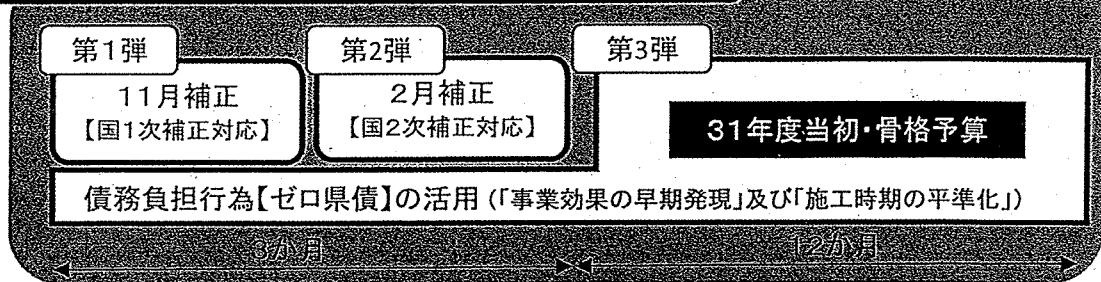 第1弾
第2弾
第3弾
11月補正
【国1次補正対応】
2月補正
【国2次補正対応】
31年度当初・骨格予算
債務負担行為【ゼロ県債】の活用(「事業効果の早期発現」及び「施工時期の平準化」)
3か月
12か月